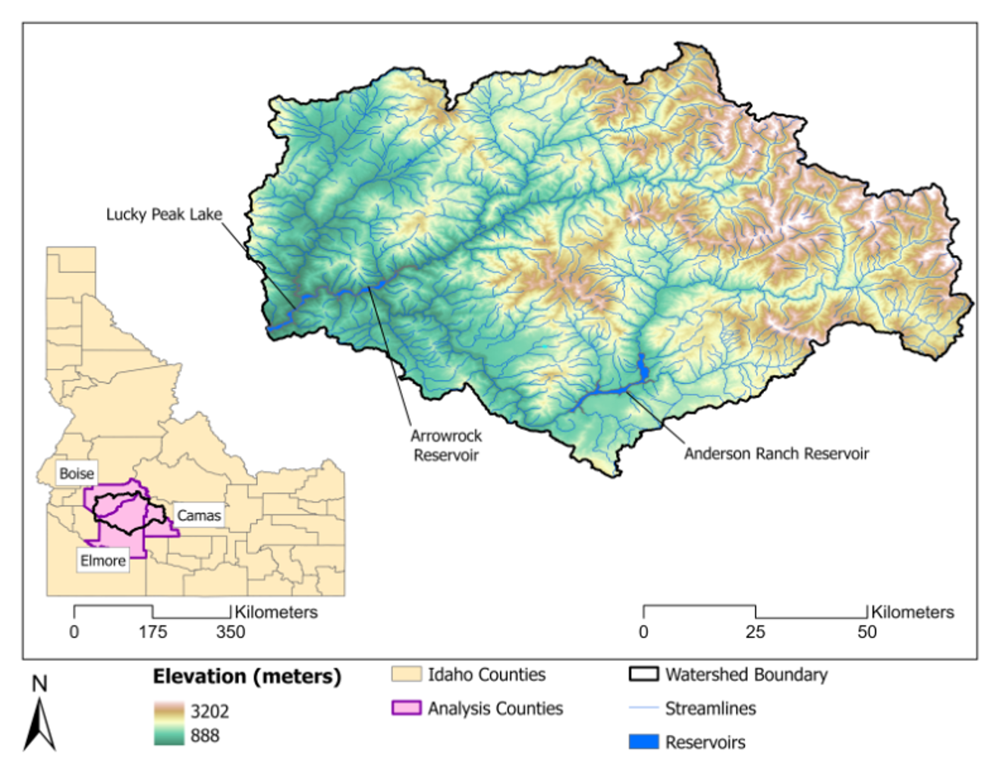 Lucky Peak Lake
Arrowrock
Reservoir
Anderson Ranch Reservoir
Boise
Camas
Elmore
Kilometers
0 175 350
Kilometers
0 25 50
N
Elevation (meters)
3202
888
Idaho Counties
Analysis Counties
Watershed Boundary
Streamlines
Reservoirs